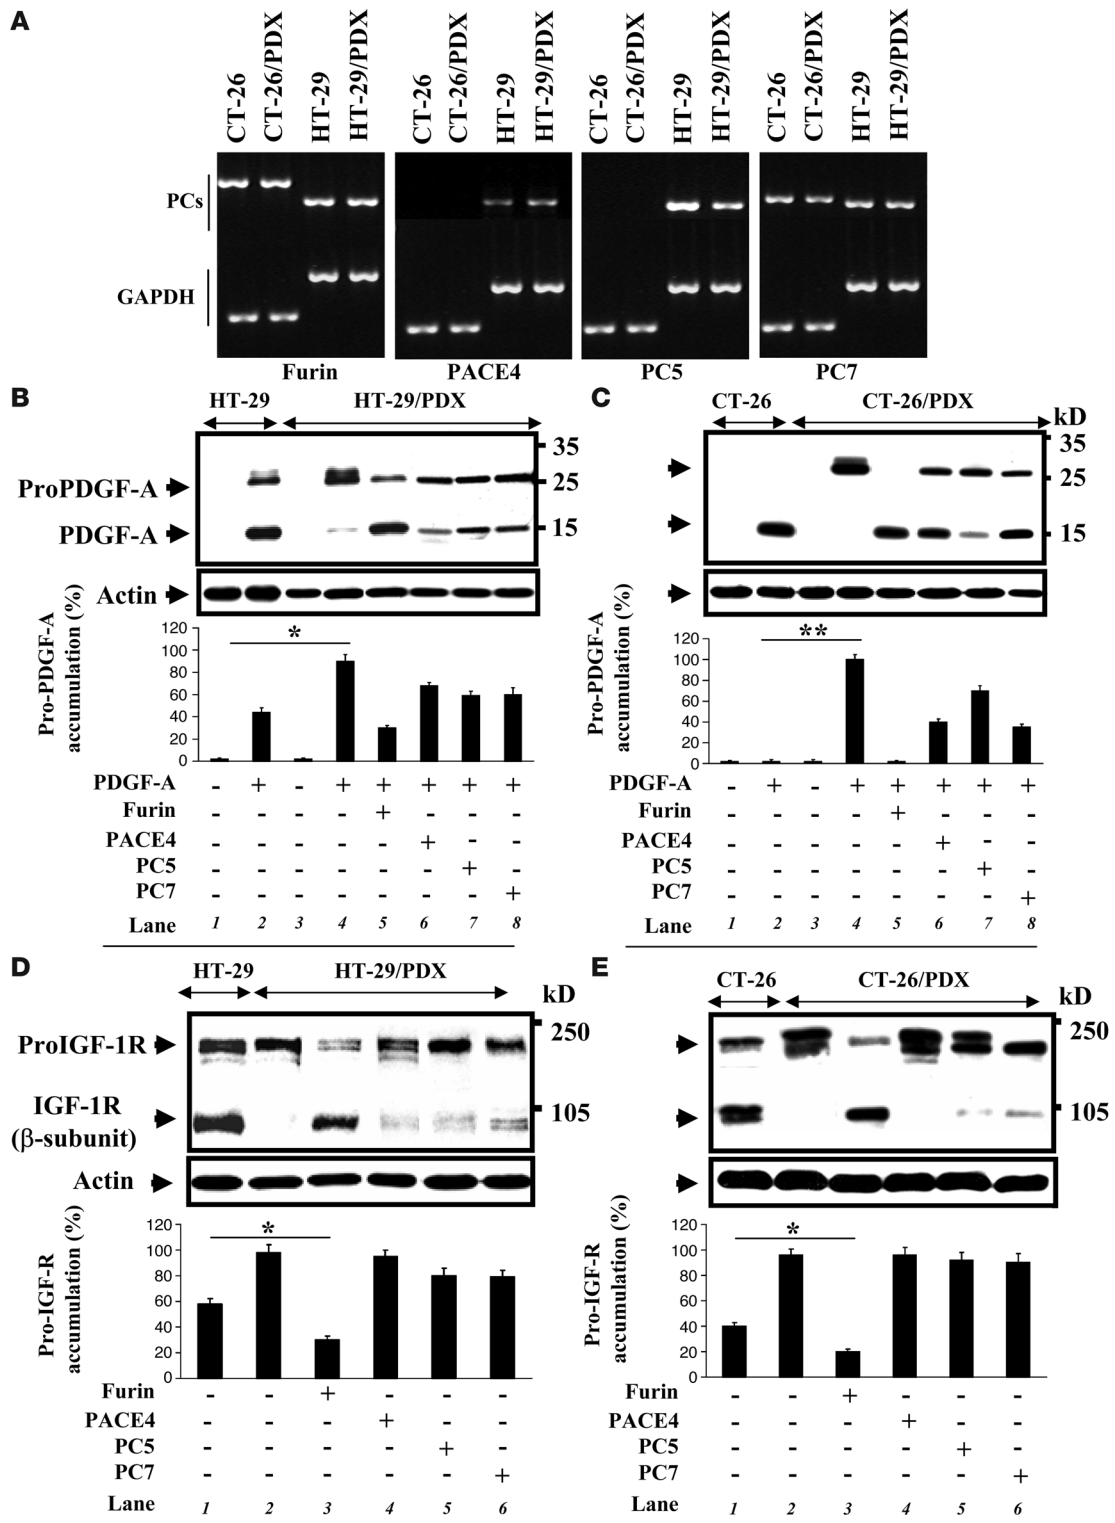 A
CT-26
CT-26/PDX
HT-29
HT-29/PDX
CT-26
CT-26/PDX
HT-29
HT-29/PDX
CT-26
CT-26/PDX
HT-29
HT-29/PDX
CT-26
CT-26/PDX
HT-29
HT-29/PDX
PCs
GAPDH
Furin PACE4 PC5 PC7
B
HT-29 HT-29/PDX
35
ProPDGF-A 25
PDGF-A 15
Actin
Pro-PDGF-A
accumulation (%)
120
100
80
60
40
20
0
*
PDGF-A - + - + + + + +
Furin - - - - + - - -
PACE4 - - - - - + - -
PC5 - - - - - - + -
PC7 - - - - - - - +
Lane 1 2 3 4 5 6 7 8
C
CT-26 CT-26/PDX kD
35
25
15
Pro-PDGF-A
accumulation (%)
120
100
80
60
40
20
0
**
PDGF-A - + - + + + + +
Furin - - - - + - - -
PACE4 - - - - - + - -
PC5 - - - - - - + -
PC7 - - - - - - - +
Lane 1 2 3 4 5 6 7 8
D
HT-29 HT-29/PDX kD
ProIGF-1R 250
IGF-1R 105
(β-subunit)
Actin
Pro-IGF-R
accumulation (%)
120
100
80
60
40
20
0
*
Furin - - + - - -
PACE4 - - - + - -
PC5 - - - - + -
PC7 - - - - - +
Lane 1 2 3 4 5 6
E
CT-26 CT-26/PDX kD
250
105
Pro-IGF-R
accumulation (%)
120
100
80
60
40
20
0
*
Furin - - + - - -
PACE4 - - - + - -
PC5 - - - - + -
PC7 - - - - - +
Lane 1 2 3 4 5 6